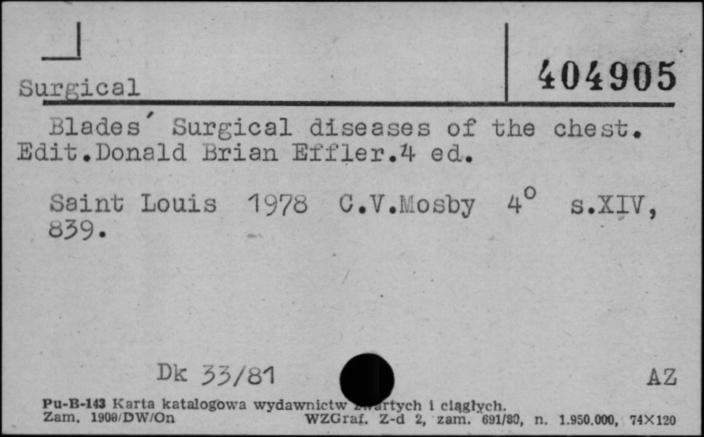 404905
Surgical
Blades' Surgical diseases of the chest.
Edit.Donald Brian Effler.4 ed.
Saint Louis 1978 C.V.Mosby 4° s.XIV,
839.
Dk 33/81 AZ
Pu-B-143 Karta katalogowa wydawnictw zwartych i ciągłych.
Zam. 1909/DW/On WZGraf. Z-d 2, zam. 691/80, n. 1.950.000, 74X120